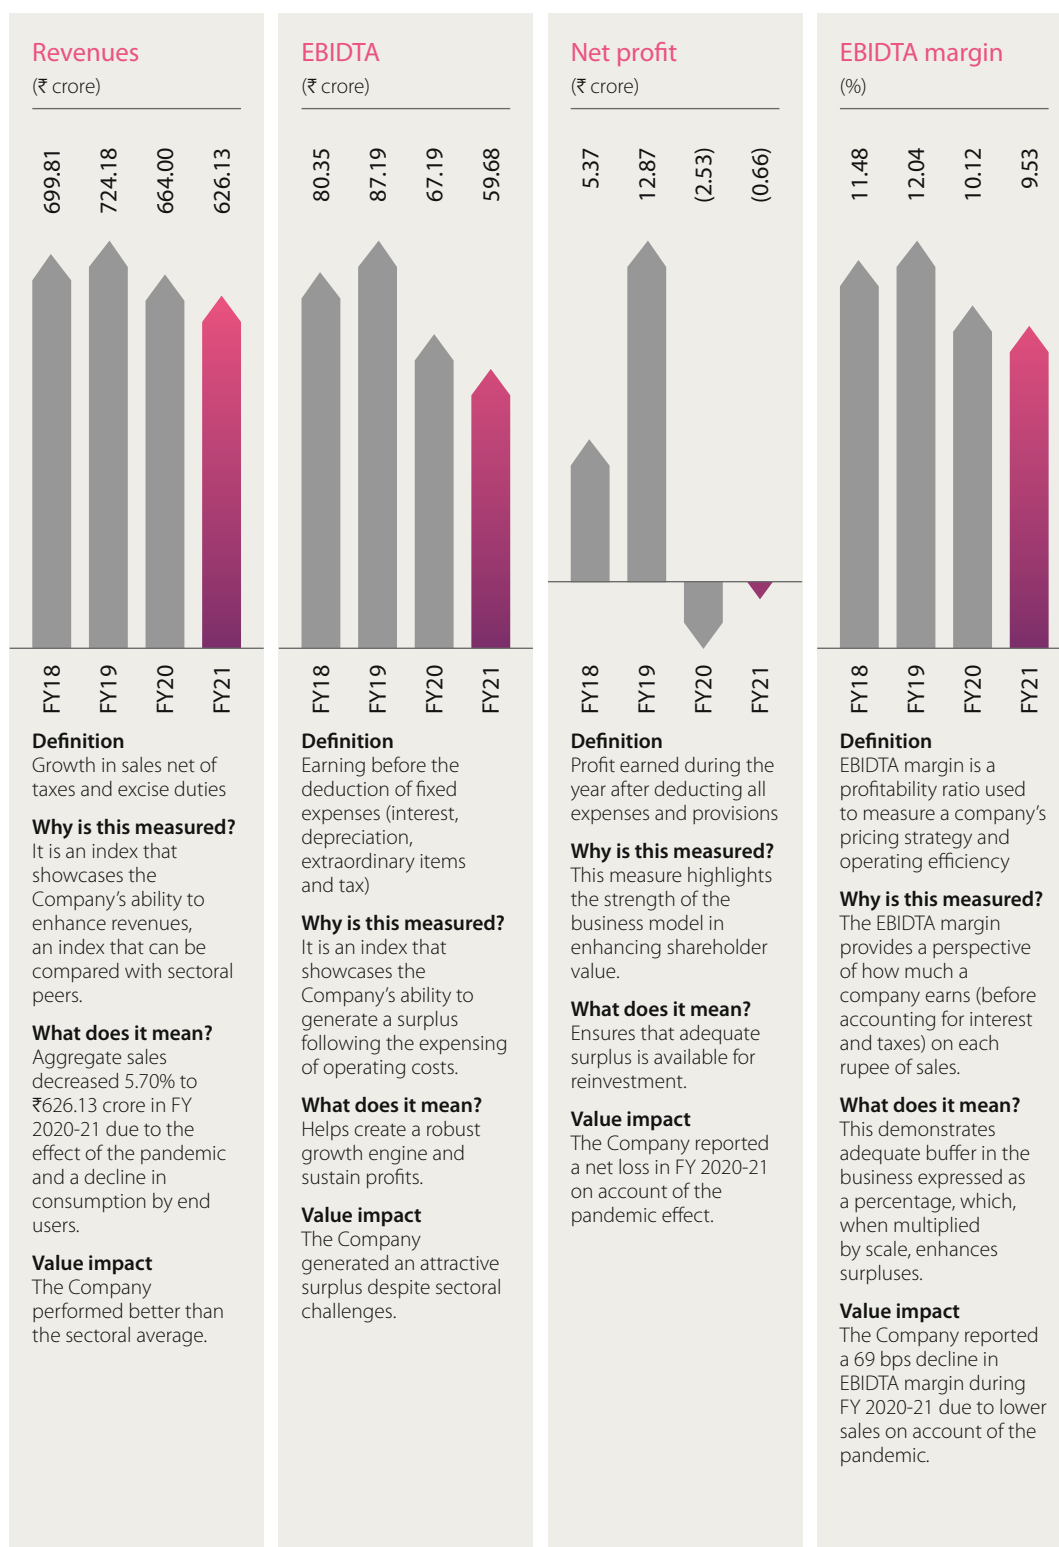 Revenues
(₹ crore)
699.81
724.18
664.00
626.13
FY18
FY19
FY20
FY21
Definition
Growth in sales net of
taxes and excise duties
Why is this measured?
It is an index that
showcases the
Company's ability to
enhance revenues,
an index that can be
compared with sectoral
peers.
What does it mean?
Aggregate sales
decreased 5.70% to
₹626.13 crore in FY
2020-21 due to the
effect of the pandemic
and a decline in
consumption by end
users.
Value impact
The Company
performed better than
the sectoral average.
EBIDTA
(₹ crore)
80.35
87.19
67.19
59.68
FY18
FY19
FY20
FY21
Definition
Earning before the
deduction of fixed
expenses (interest,
depreciation,
extraordinary items
and tax)
Why is this measured?
It is an index that
showcases the
Company's ability to
generate a surplus
following the expensing
of operating costs.
What does it mean?
Helps create a robust
growth engine and
sustain profits.
Value impact
The Company
generated an attractive
surplus despite sectoral
challenges.
Net profit
(₹ crore)
5.37
12.87
(2.53)
(0.66)
FY18
FY19
FY20
FY21
Definition
Profit earned during the
year after deducting all
expenses and provisions
Why is this measured?
This measure highlights
the strength of the
business model in
enhancing shareholder
value.
What does it mean?
Ensures that adequate
surplus is available for
reinvestment.
Value impact
The Company reported
a net loss in FY 2020-21
on account of the
pandemic effect.
EBIDTA margin
(%)
11.48
12.04
10.12
9.53
FY18
FY19
FY20
FY21
Definition
EBIDTA margin is a
profitability ratio used
to measure a company's
pricing strategy and
operating efficiency
Why is this measured?
The EBIDTA margin
provides a perspective
of how much a
company earns (before
accounting for interest
and taxes) on each
rupee of sales.
What does it mean?
This demonstrates
adequate buffer in the
business expressed as
a percentage, which,
when multiplied
by scale, enhances
surpluses.
Value impact
The Company reported
a 69 bps decline in
EBIDTA margin during
FY 2020-21 due to lower
sales on account of the
pandemic.